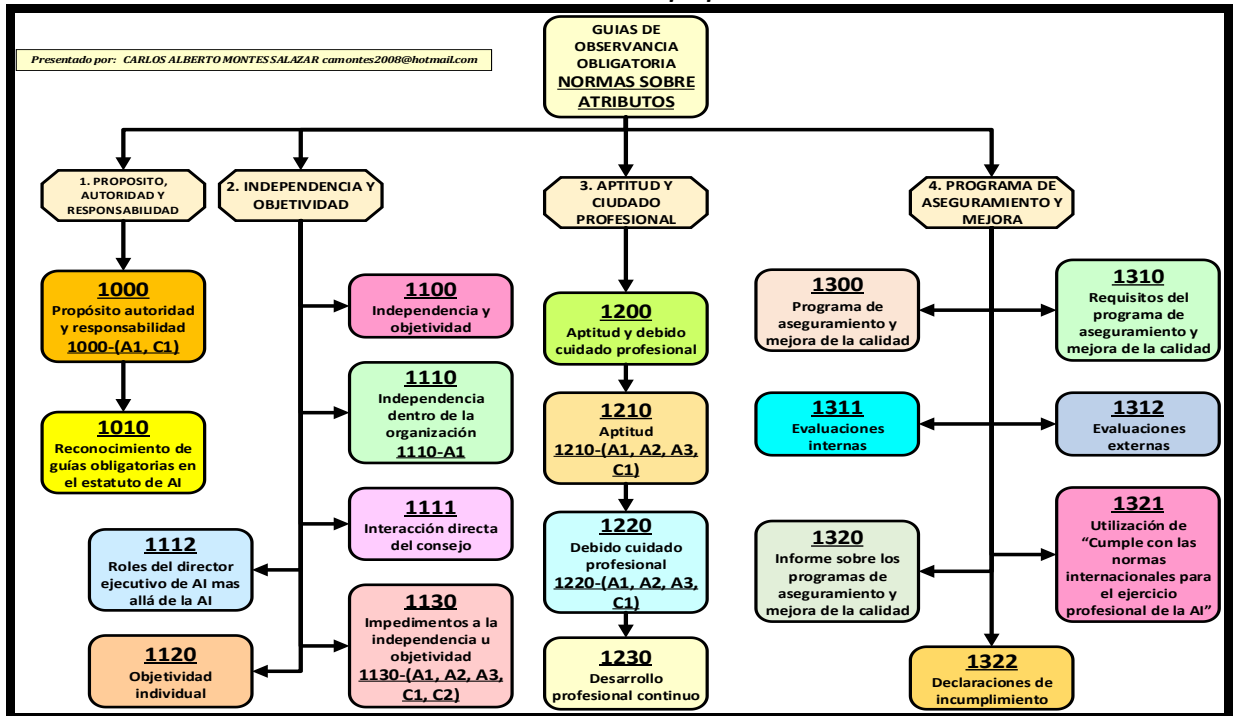 GUIAS DE
OBSERVANCIA
OBLIGATORIA
NORMAS SOBRE
ATRIBUTOS
Presentado por: CARLOS ALBERTO MONTES SALAZAR camontes2008@hotmail.com
1. PROPOSITO,
AUTORIDAD Y
RESPONSABILIDAD
2. INDEPENDENCIA Y
OBJETIVIDAD
3. APTITUD Y
CIUDADO
PROFESIONAL
4. PROGRAMA DE
ASEGURAMIENTO Y
MEJORA
1000
Propósito autoridad
y responsabilidad
1000-(A1, C1)
1010
Reconocimiento de
guías obligatorias en
el estatuto de AI
1100
Independencia y
objetividad
1110
Independencia
dentro de la
organización
1110-A1
1111
Interacción directa
del consejo
1112
Roles del director
ejecutivo de AI mas
allá de la AI
1120
Objetividad
individual
1130
Impedimentos a la
independencia u
objetividad
1130-(A1, A2, A3,
C1, C2)
1200
Aptitud y debido
cuidado profesional
1210
Aptitud
1210-(A1, A2, A3,
C1)
1220
Debido cuidado
profesional
1220-(A1, A2, A3,
C1)
1230
Desarrollo
profesional continuo
1300
Programa de
aseguramiento y
mejora de la calidad
1310
Requisitos del
programa de
aseguramiento y
mejora de la calidad
1311
Evaluaciones
internas
1312
Evaluaciones
externas
1320
Informe sobre los
programas de
aseguramiento y
mejora de la calidad
1321
Utilización de
“Cumple con las
normas
internacionales para
el ejercicio
profesional de la AI”
1322
Declaraciones de
incumplimiento